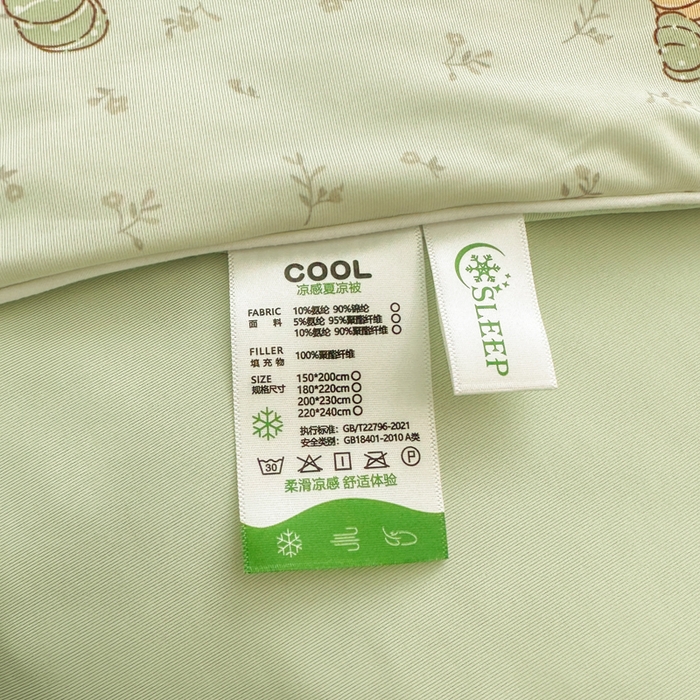 COOL
凉感夏凉被
FABRIC 10%氨纶 90%锦纶
面 料 5%氨纶 95%聚酯纤维
10%氨纶 90%聚酯纤维
FILLER
填充物 100%聚酯纤维
SIZE 150*200cm
规格尺寸 180*220cm
200*230cm
220*240cm
执行标准: GB/T22796-2021
安全类别: GB18401-2010 A类
30 P
柔滑凉感 舒适体验
SLEEP